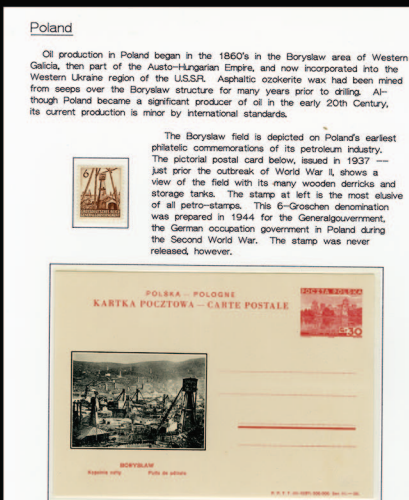 Poland
Oil production in Poland began in the 1860's in the Boryslaw area of Western
Galicia, then part of the Austo-Hungarian Empire, and now incorporated into the
Western Ukraine region of the U.S.S.R. Asphaltic ozokerite wax had been mined
from seeps over the Boryslaw structure for many years prior to drilling. Al-
though Poland became a significant producer of oil in the early 20th Century,
its current production is minor by international standards.
The Boryslaw field is depicted on Poland's earliest
philatelic commemorations of its petroleum industry.
The pictorial postal card below, issued in 1937 --
just prior the outbreak of World War II, shows a
view of the field with its many wooden derricks and
storage tanks. The stamp at left is the most elusive
of all petro-stamps. This 6-Groschen denomination
was prepared in 1944 for the Generalgouvernment,
the German occupation government in Poland during
the Second World War. The stamp was never
released, however.
6
POLSKA - POLOGNE
KARTKA POCZTOWA - CARTE POSTALE
POCZTA POLSKA
30
BORYSŁAW
Kopalnia nafty Puits de pétrole